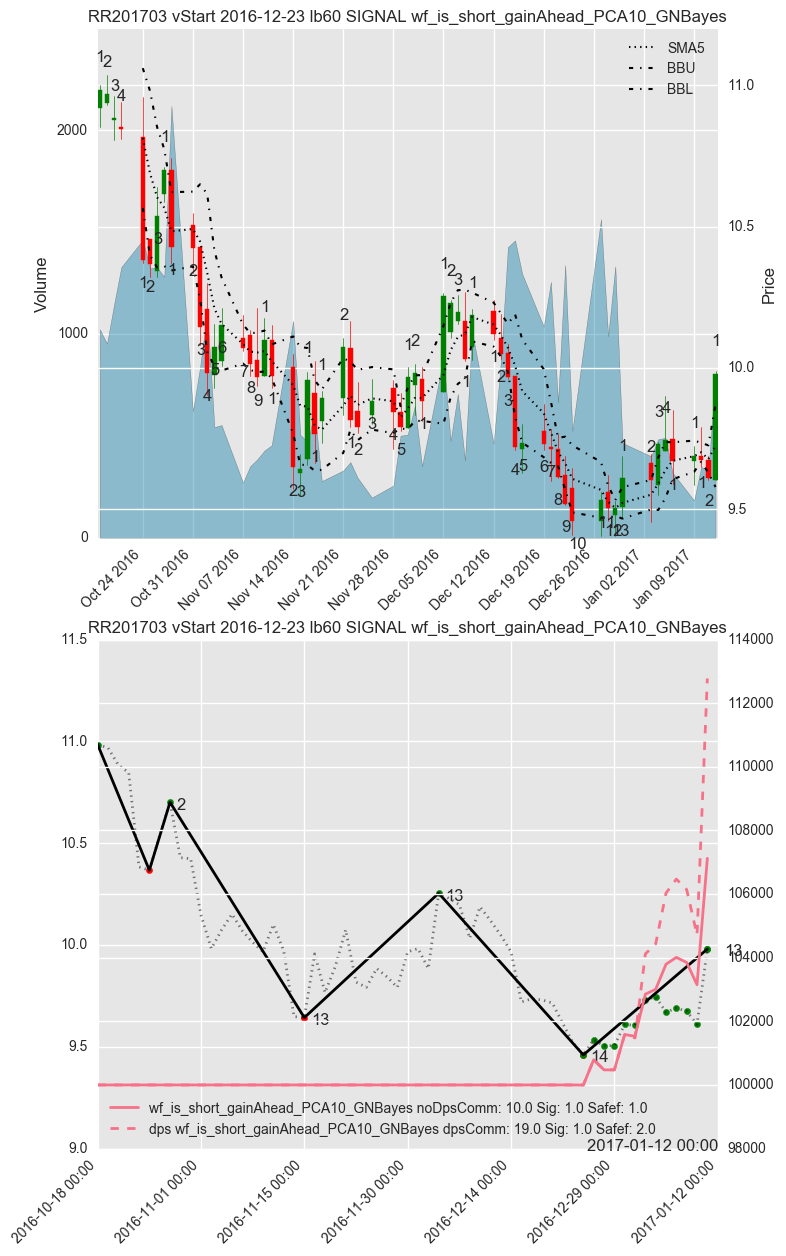 RR201703 vStart 2016-12-23 lb60 SIGNAL wf_is_short_gainAhead_PCA10_GNBayes
SMA5
BBU
BBL
2000
1000
0
Volume
11.0
10.5
10.0
9.5
Price
Oct 24 2016
Oct 31 2016
Nov 07 2016
Nov 14 2016
Nov 21 2016
Nov 28 2016
Dec 05 2016
Dec 12 2016
Dec 19 2016
Dec 26 2016
Jan 02 2017
Jan 09 2017
RR201703 vStart 2016-12-23 lb60 SIGNAL wf_is_short_gainAhead_PCA10_GNBayes
11.5
11.0
10.5
10.0
9.5
9.0
114000
112000
110000
108000
106000
104000
102000
100000
98000
2
13
13
14
13
wf_is_short_gainAhead_PCA10_GNBayes noDpsComm: 10.0 Sig: 1.0 Safef: 1.0
dps wf_is_short_gainAhead_PCA10_GNBayes dpsComm: 19.0 Sig: 1.0 Safef: 2.0
2017-01-12 00:00
2016-10-18 00:00
2016-11-01 00:00
2016-11-15 00:00
2016-11-30 00:00
2016-12-14 00:00
2016-12-29 00:00
2017-01-12 00:00